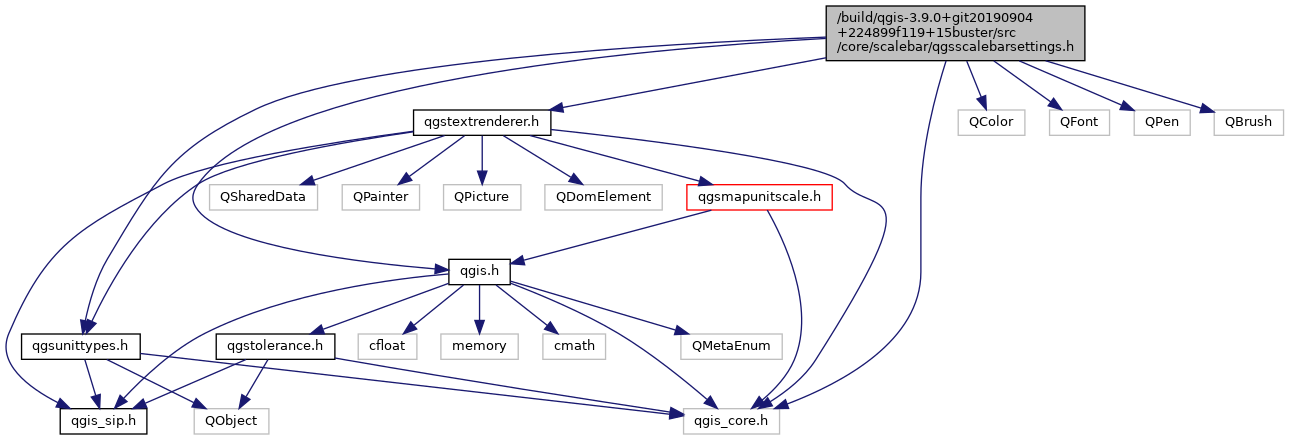 /build/qgis-3.9.0+git20190904
+224899f119+15buster/src
/core/scalebar/qgsscalebarsettings.h
qgstextrenderer.h
QColor
QFont
QPen
QBrush
QSharedData
QPainter
QPicture
QDomElement
qgsmapunitscale.h
qgis.h
qgsunittypes.h
qgstolerance.h
cfloat
memory
cmath
QMetaEnum
qgis_sip.h
QObject
qgis_core.h